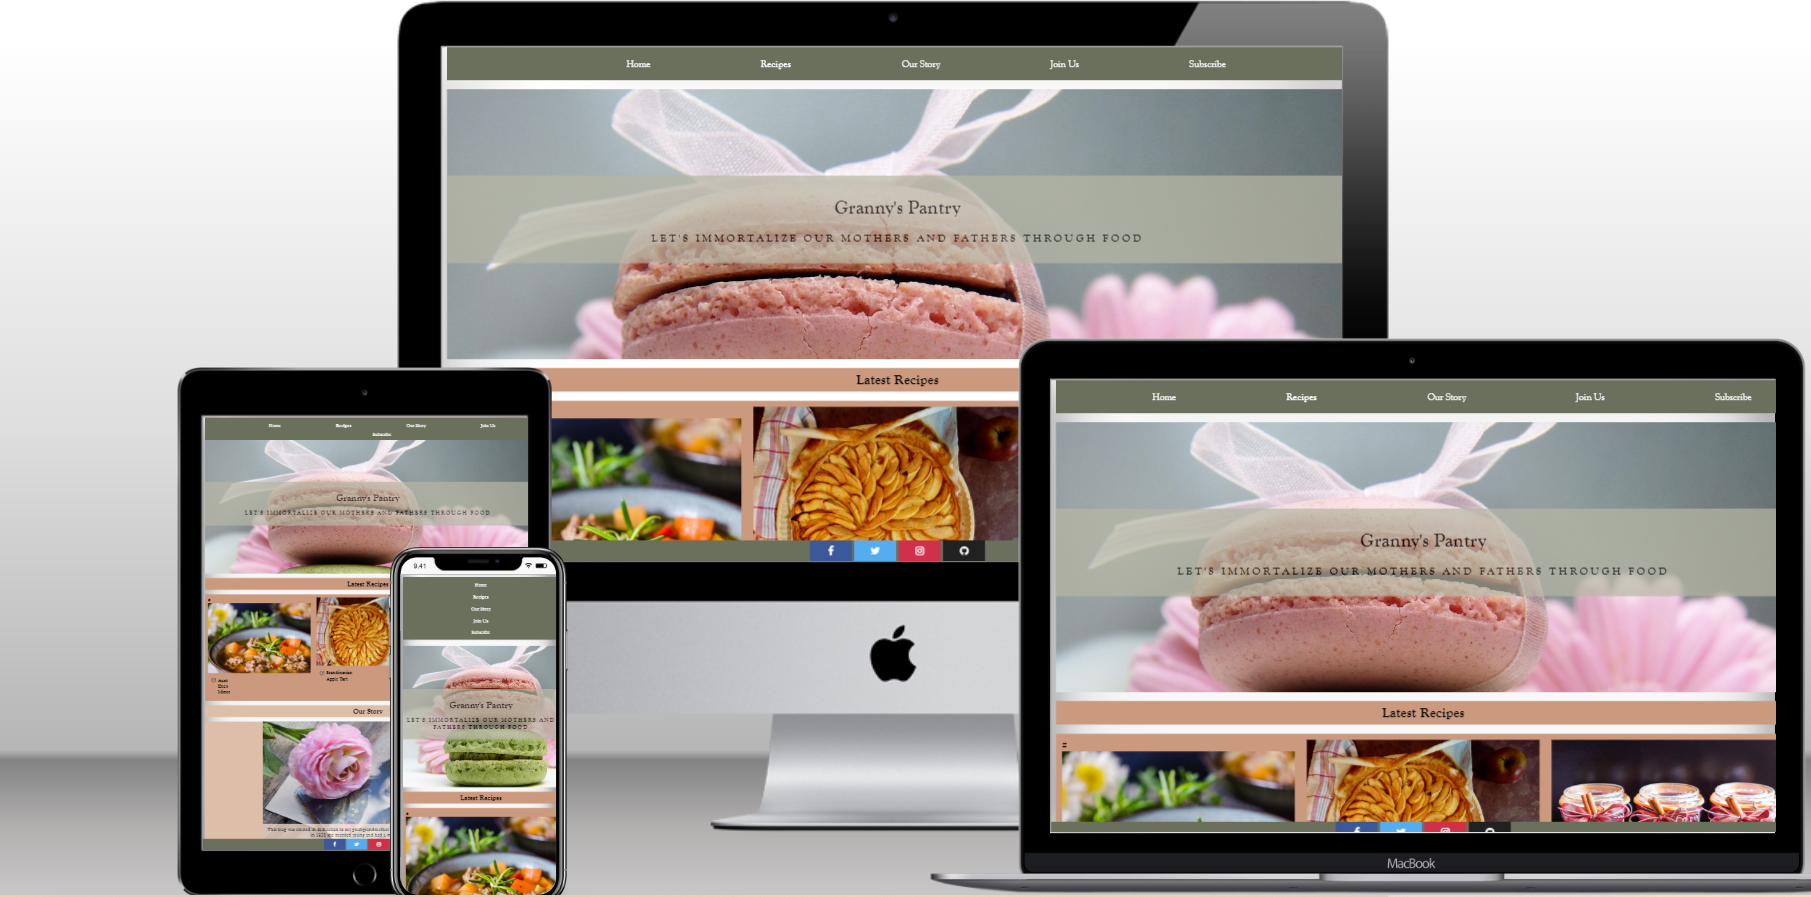 Home Recipes Our Story Join Us Subscribe
Granny's Pantry
LET'S IMMORTALIZE OUR MOTHERS AND FATHERS THROUGH FOOD
Latest Recipes
Home Recipes Our Story Join Us
Subscribe
Granny's Pantry
LET'S IMMORTALIZE OUR MOTHERS AND FATHERS THROUGH FOOD
Latest Recipes
Apple Tart
Our Story
9:41
Home
Recipes
Our Story
Join Us
Subscribe
Granny's Pantry
LET'S IMMORTALIZE OUR MOTHERS AND
FATHERS THROUGH FOOD
Latest Recipes
Home Recipes Our Story Join Us Subscribe
Granny's Pantry
LET'S IMMORTALIZE OUR MOTHERS AND FATHERS THROUGH FOOD
Latest Recipes
MacBook